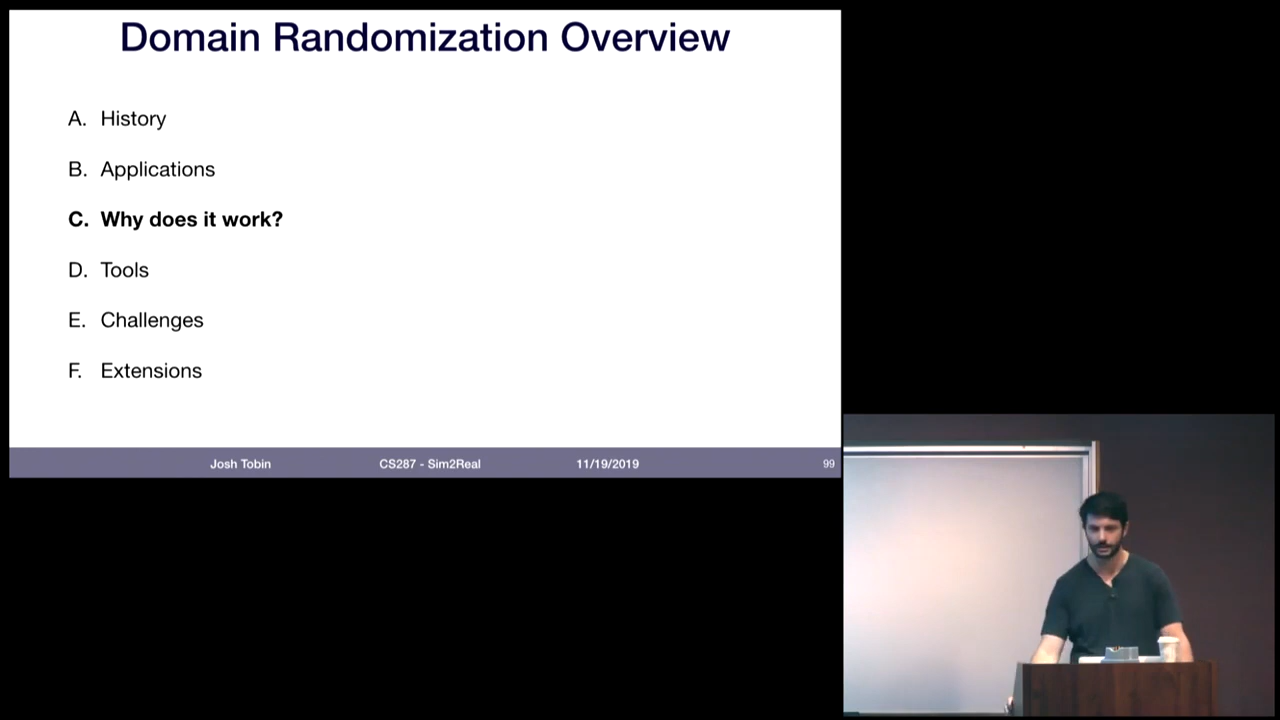 Domain Randomization Overview
A. History
B. Applications
C. Why does it work?
D. Tools
E. Challenges
F. Extensions
Josh Tobin CS287 - Sim2Real 11/19/2019 99